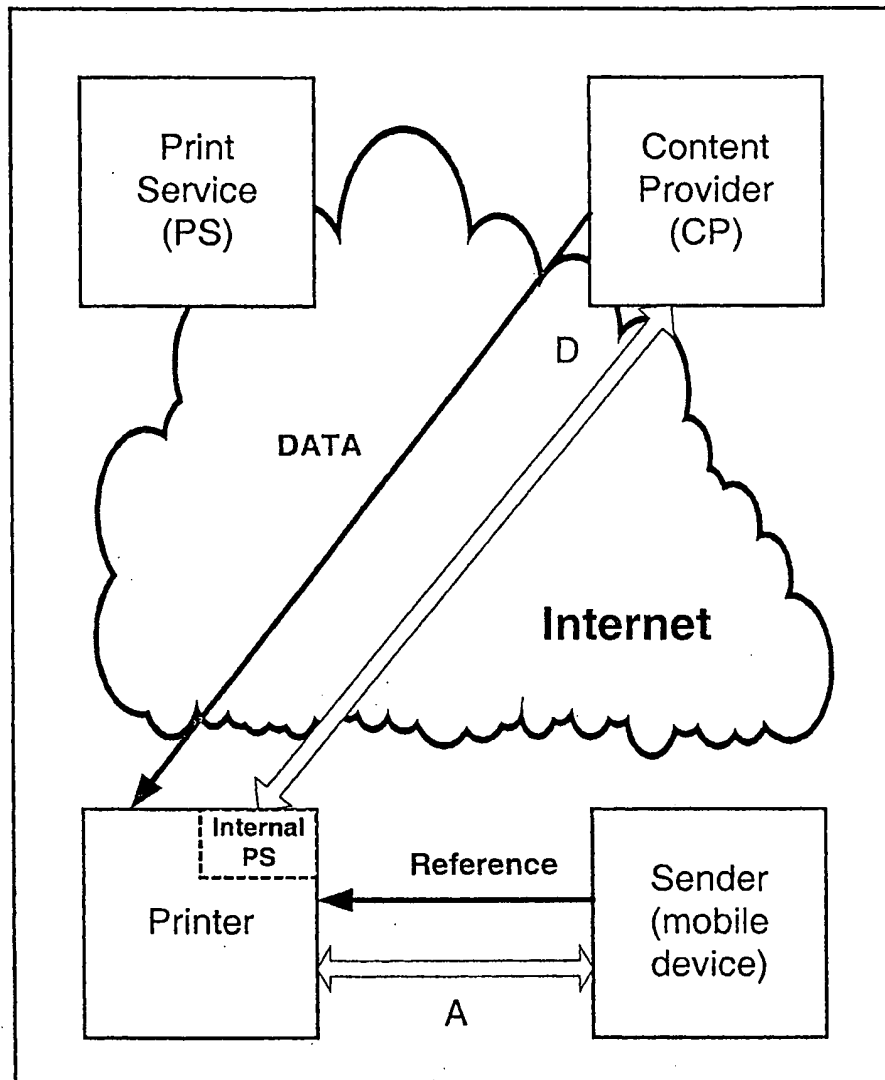 Print
Service
(PS)
Content
Provider
(CP)
D
DATA
Internet
Internal
PS
Printer
Reference
Sender
(mobile
device)
A